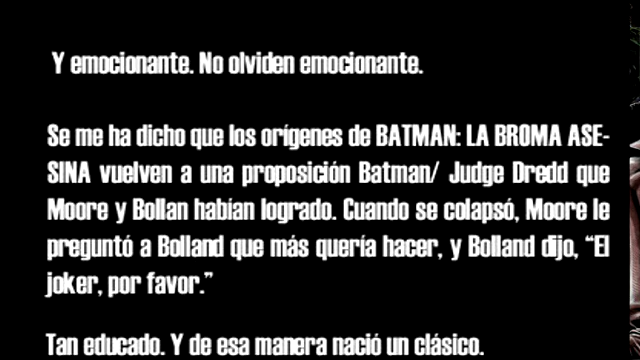 Y emocionante. No olviden emocionante.
Se me ha dicho que los orígenes de BATMAN: LA BROMA ASE-
SINA vuelven a una proposición Batman/ Judge Dredd que
Moore y Bollan habían logrado. Cuando se colapsó, Moore le
preguntó a Bolland que más quería hacer, y Bolland dijo, “El
joker, por favor.”
Tan educado. Y de esa manera nació un clásico.